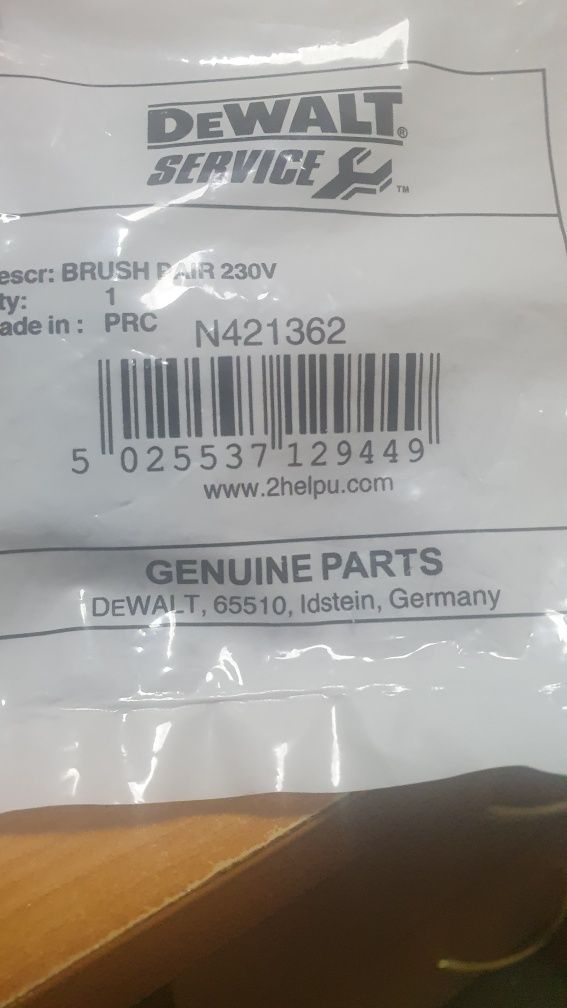 DEWALT®
SERVICE ™
escr: BRUSH PAIR 230V
ty: 1
ade in : PRC
N421362
5 025537 129449
www.2helpu.com
GENUINE PARTS
DEWALT, 65510, Idstein, Germany